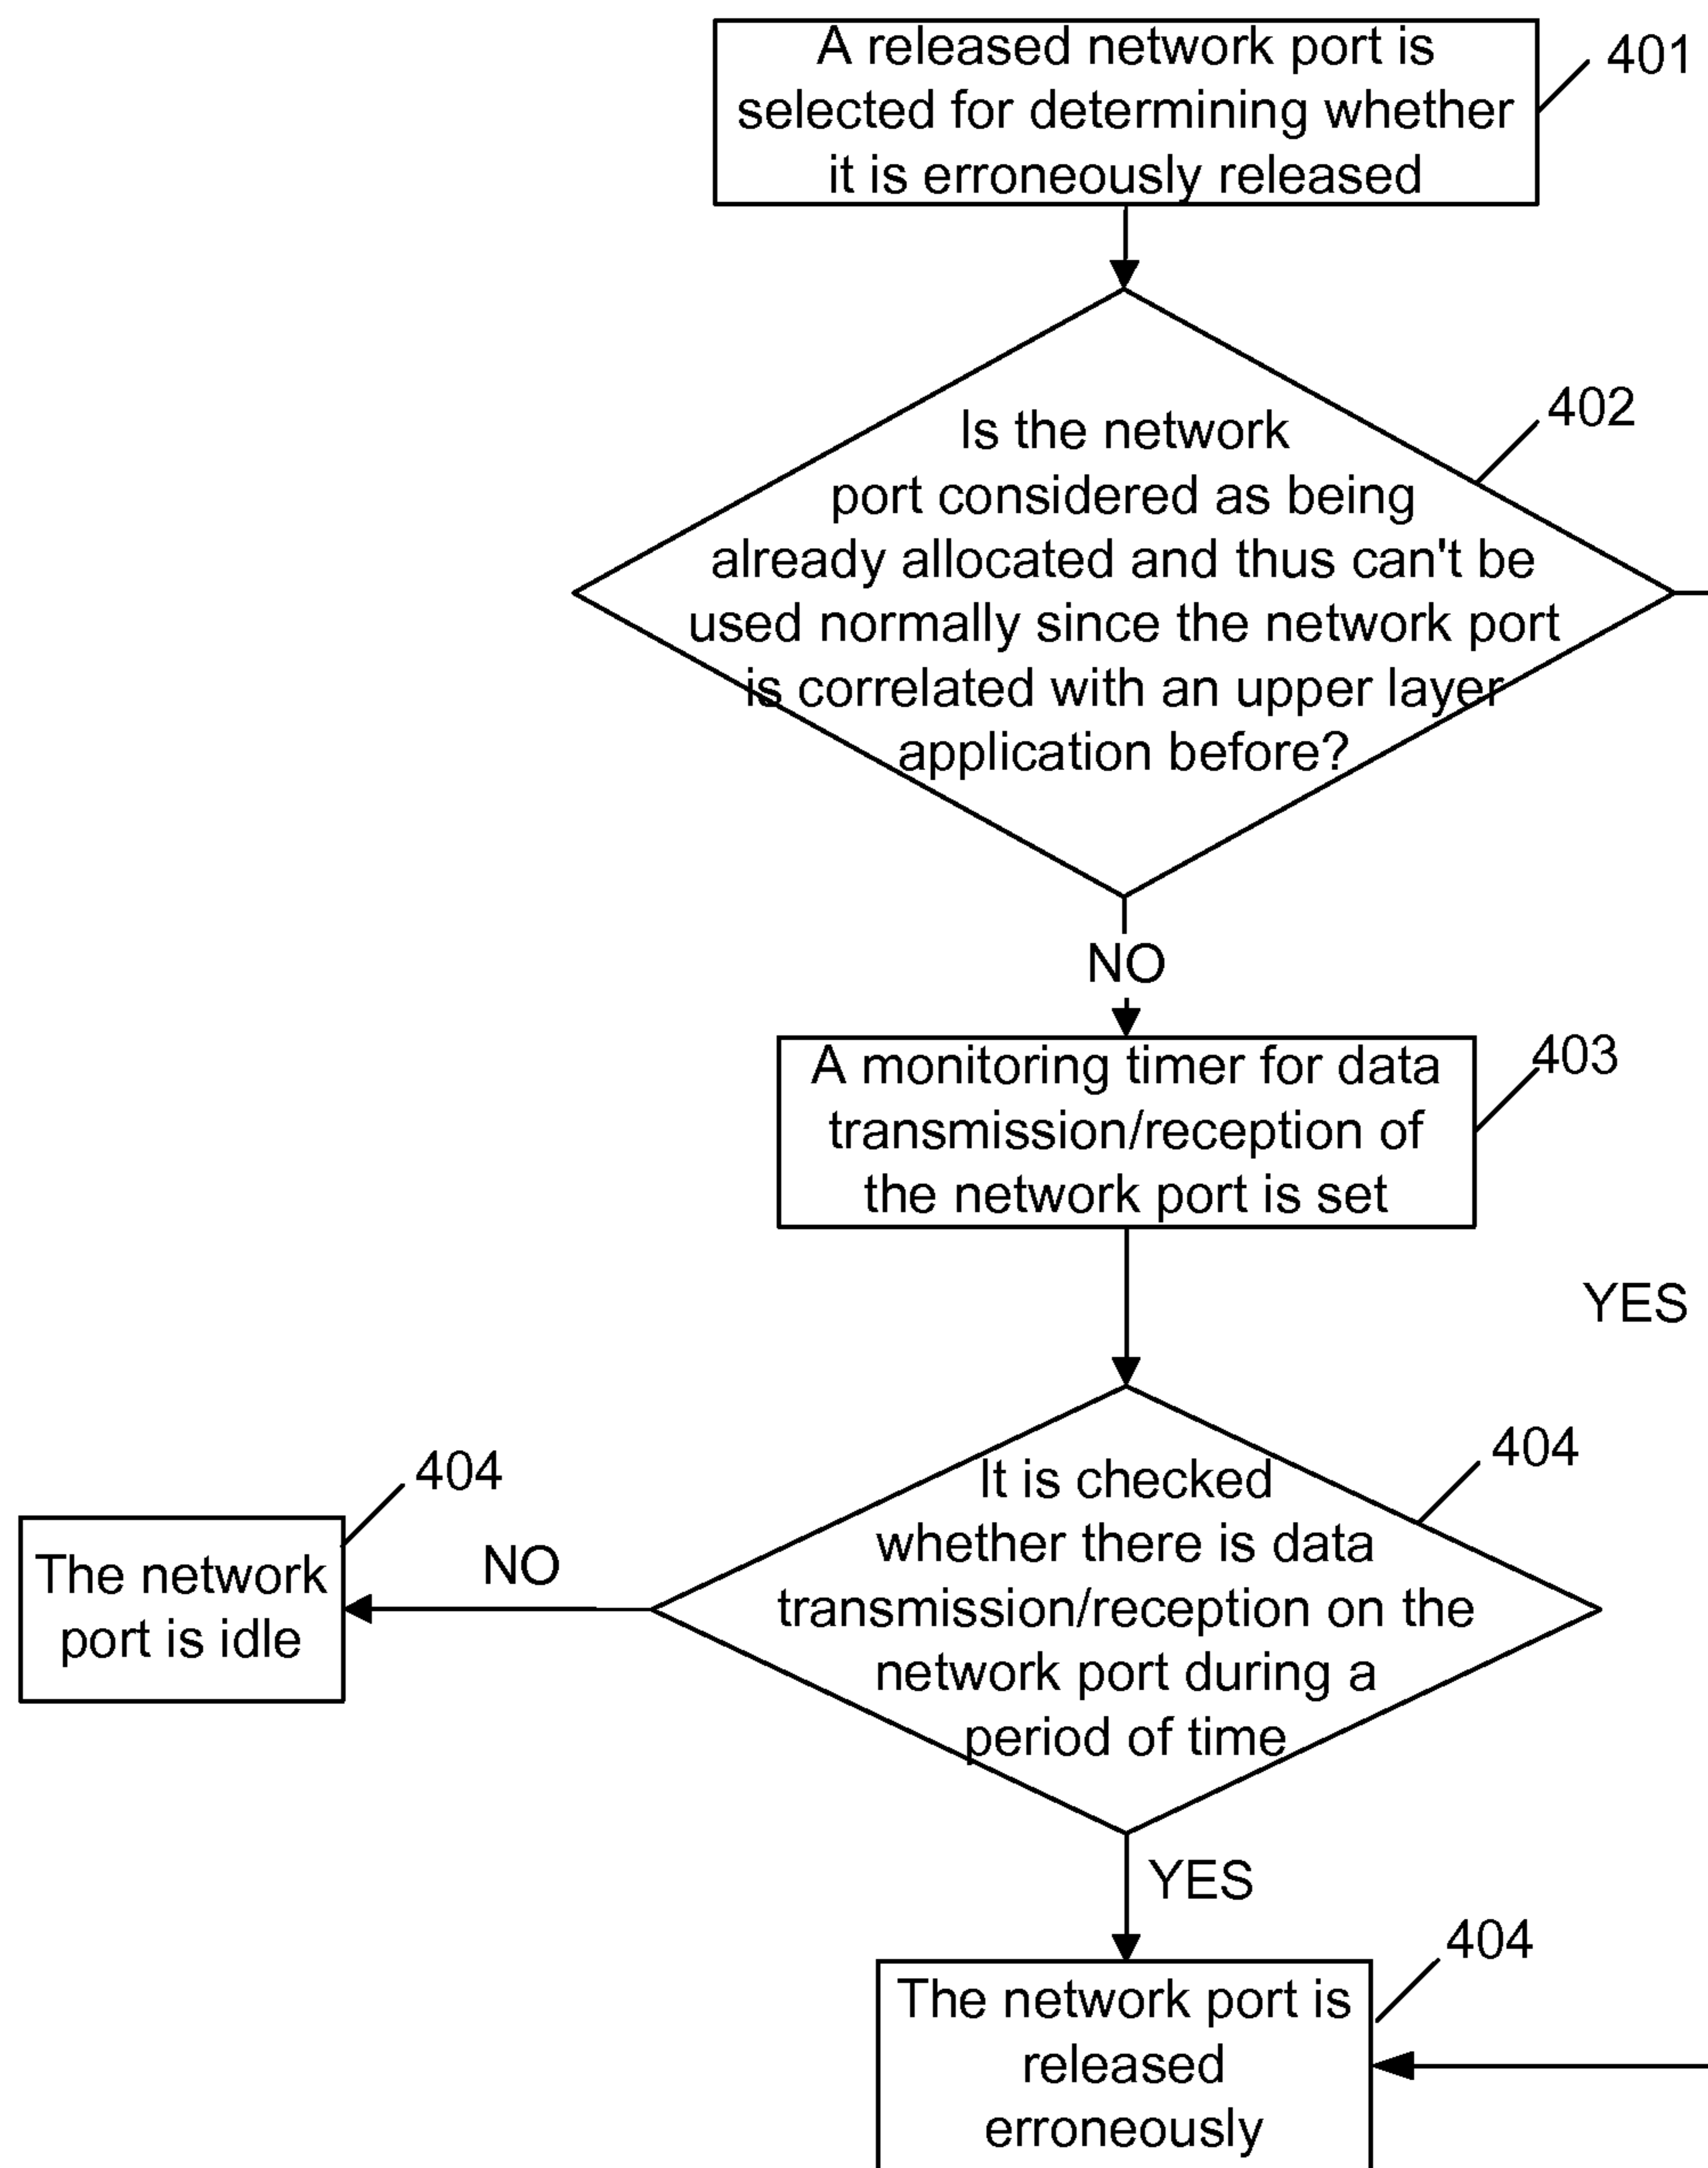 A released network port is
selected for determining whether
it is erroneously released
401
402
Is the network
port considered as being
already allocated and thus can't be
used normally since the network port
is correlated with an upper layer
application before?
NO
403
A monitoring timer for data
transmission/reception of
the network port is set
YES
404
It is checked
whether there is data
transmission/reception on the
network port during a
period of time
404
NO
The network
port is idle
YES
404
The network port is
released
erroneously